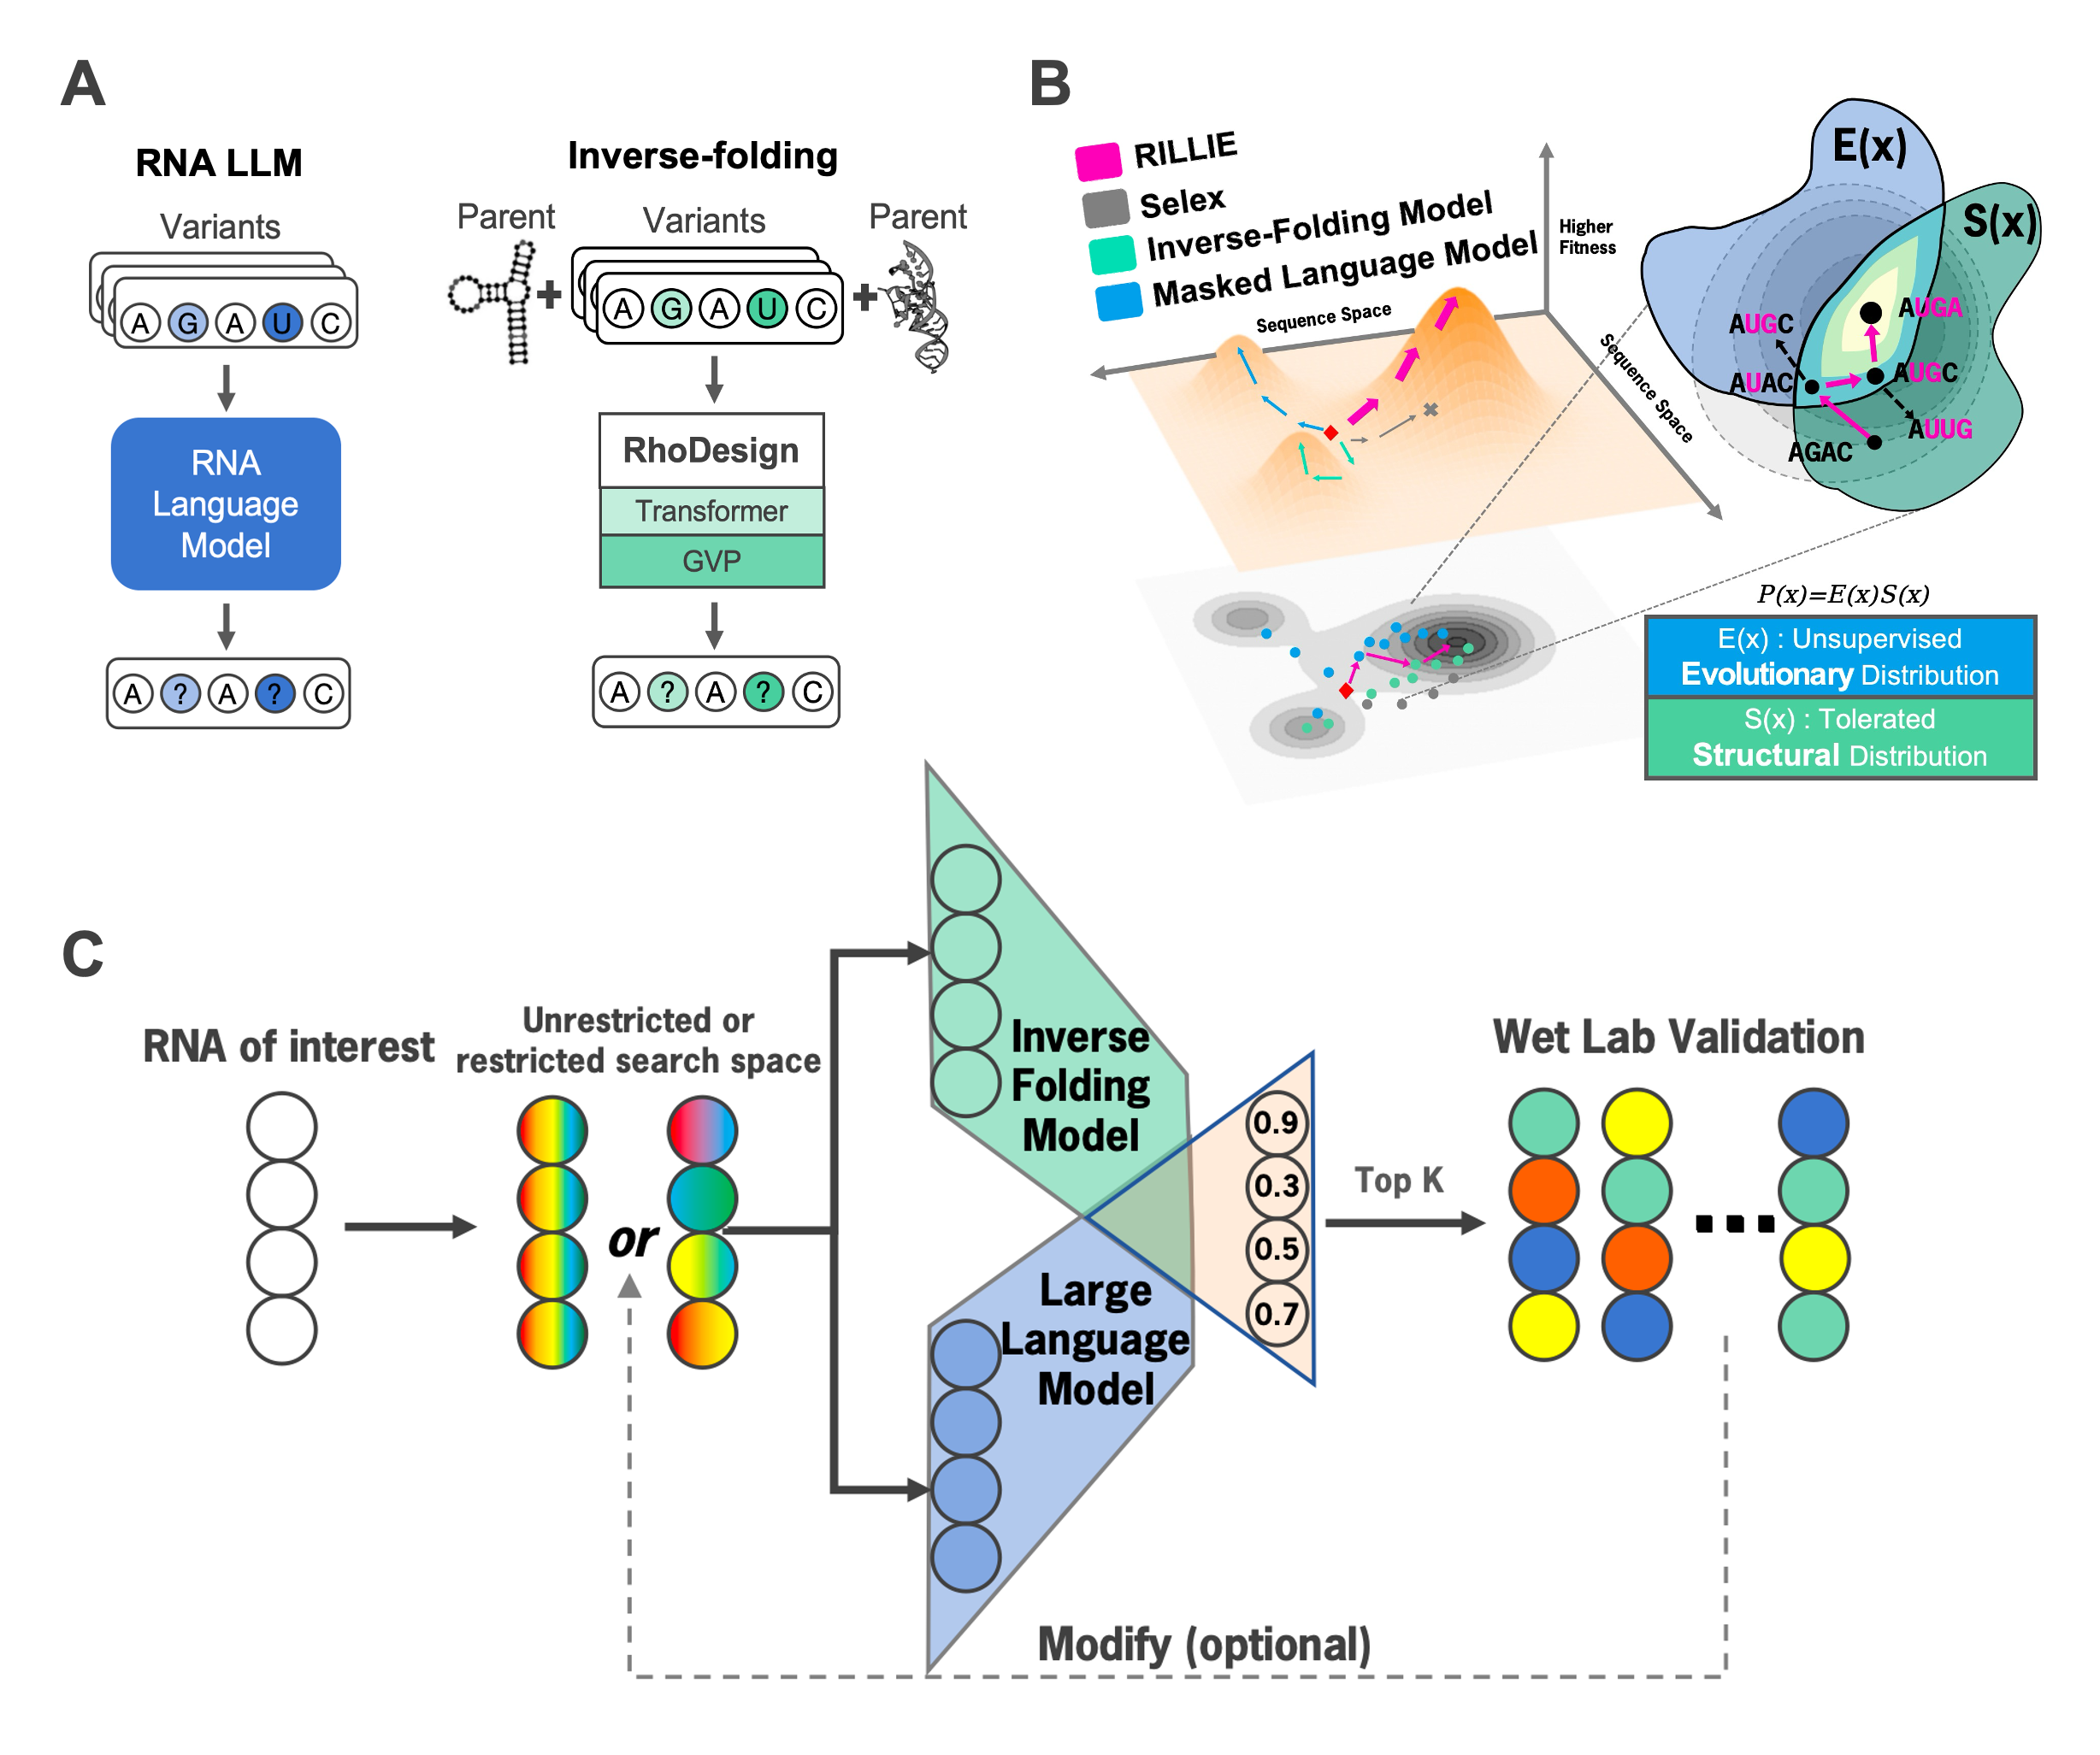 A
RNA LLM
Variants
A G A U C
RNA
Language
Model
A ? A ? C
Inverse-folding
Parent
Variants
Parent
+
A G A U C
+
RhoDesign
Transformer
GVP
A ? A ? C
B
RILLIE
Selex
Inverse-Folding Model
Masked Language Model
Higher
Fitness
Sequence Space
Sequence Space
E(x)
S(x)
AUGA
AUGC
AUAC
AUGC
AUUG
AGAC
P(x)=E(x)S(x)
E(x) : Unsupervised
Evolutionary Distribution
S(x) : Tolerated
Structural Distribution
C
RNA of interest
Unrestricted or
restricted search space
or
Inverse
Folding
Model
Large
Language
Model
0.9
0.3
0.5
0.7
Top K
Wet Lab Validation
Modify (optional)